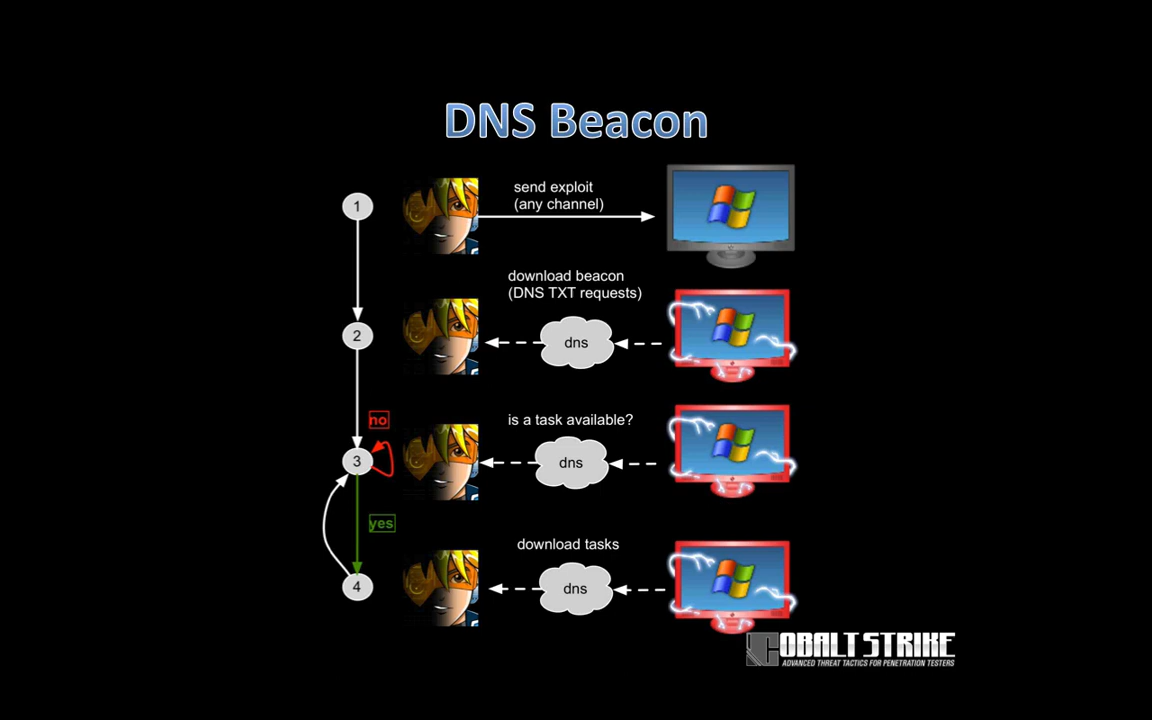 DNS Beacon
1
send exploit
(any channel)
2
download beacon
(DNS TXT requests)
dns
no
3
is a task available?
dns
yes
4
download tasks
dns
COBALT STRIKE
ADVANCED THREAT TACTICS FOR PENETRATION TESTERS